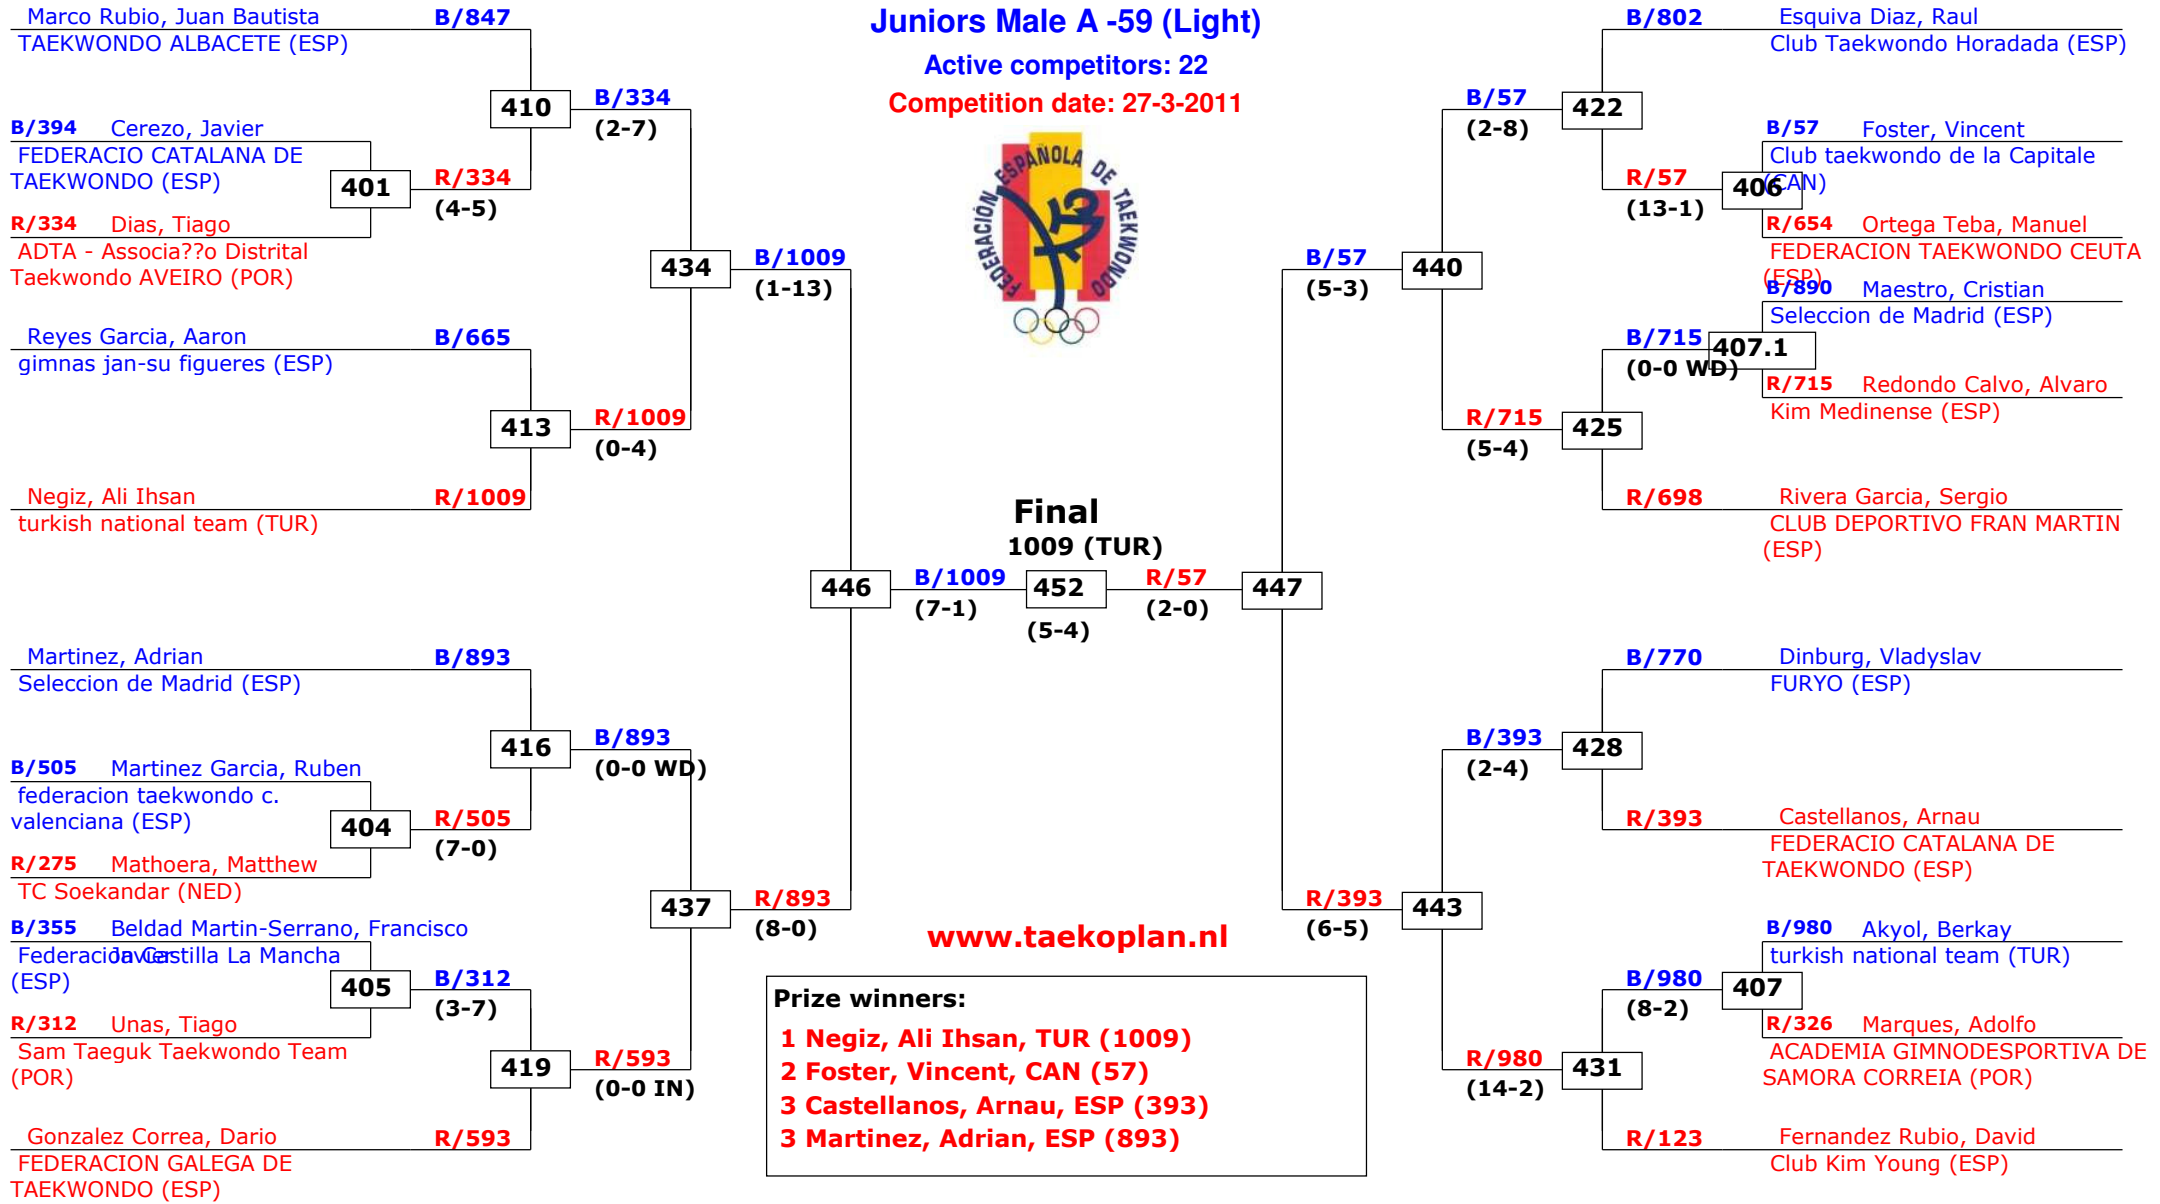 Juniors Male A -59 (Light)
Active competitors: 22
Competition date: 27-3-2011
FEDERACIÓN ESPAÑOLA DE TAEKWONDO
Marco Rubio, Juan Bautista
B/847
TAEKWONDO ALBACETE (ESP)
B/394 Cerezo, Javier
FEDERACIO CATALANA DE
TAEKWONDO (ESP)
R/334 Dias, Tiago
ADTA - Associa??o Distrital
Taekwondo AVEIRO (POR)
401
R/334
(4-5)
410
B/334
(2-7)
Reyes Garcia, Aaron
B/665
gimnas jan-su figueres (ESP)
Negiz, Ali Ihsan
R/1009
turkish national team (TUR)
413
R/1009
(0-4)
434
B/1009
(1-13)
Martinez, Adrian
B/893
Seleccion de Madrid (ESP)
B/505 Martinez Garcia, Ruben
federacion taekwondo c.
valenciana (ESP)
R/275 Mathoera, Matthew
TC Soekandar (NED)
404
R/505
(7-0)
416
B/893
(0-0 WD)
B/355 Beldad Martin-Serrano, Francisco
Javier
Federacion Castilla La Mancha
(ESP)
R/312 Unas, Tiago
Sam Taeguk Taekwondo Team
(POR)
405
B/312
(3-7)
Gonzalez Correa, Dario
R/593
FEDERACION GALEGA DE
TAEKWONDO (ESP)
419
R/593
(0-0 IN)
437
R/893
(8-0)
446
B/1009
(7-1)
Final
1009 (TUR)
452
(5-4)
R/57
(2-0)
447
B/57
(5-3)
440
B/57
(2-8)
422
B/802
Esquiva Diaz, Raul
Club Taekwondo Horadada (ESP)
R/57
(13-1)
406
B/57 Foster, Vincent
Club taekwondo de la Capitale
(CAN)
R/654 Ortega Teba, Manuel
FEDERACION TAEKWONDO CEUTA
(ESP)
R/715
(5-4)
425
B/715
(0-0 WD)
407.1
B/890 Maestro, Cristian
Seleccion de Madrid (ESP)
R/715 Redondo Calvo, Alvaro
Kim Medinense (ESP)
R/698
Rivera Garcia, Sergio
CLUB DEPORTIVO FRAN MARTIN
(ESP)
R/393
(6-5)
443
B/393
(2-4)
428
B/770
Dinburg, Vladyslav
FURYO (ESP)
R/393
Castellanos, Arnau
FEDERACIO CATALANA DE
TAEKWONDO (ESP)
R/980
(14-2)
431
B/980
(8-2)
407
B/980 Akyol, Berkay
turkish national team (TUR)
R/326 Marques, Adolfo
ACADEMIA GIMNODESPORTIVA DE
SAMORA CORREIA (POR)
R/123
Fernandez Rubio, David
Club Kim Young (ESP)
www.taekoplan.nl
Prize winners:
1 Negiz, Ali Ihsan, TUR (1009)
2 Foster, Vincent, CAN (57)
3 Castellanos, Arnau, ESP (393)
3 Martinez, Adrian, ESP (893)